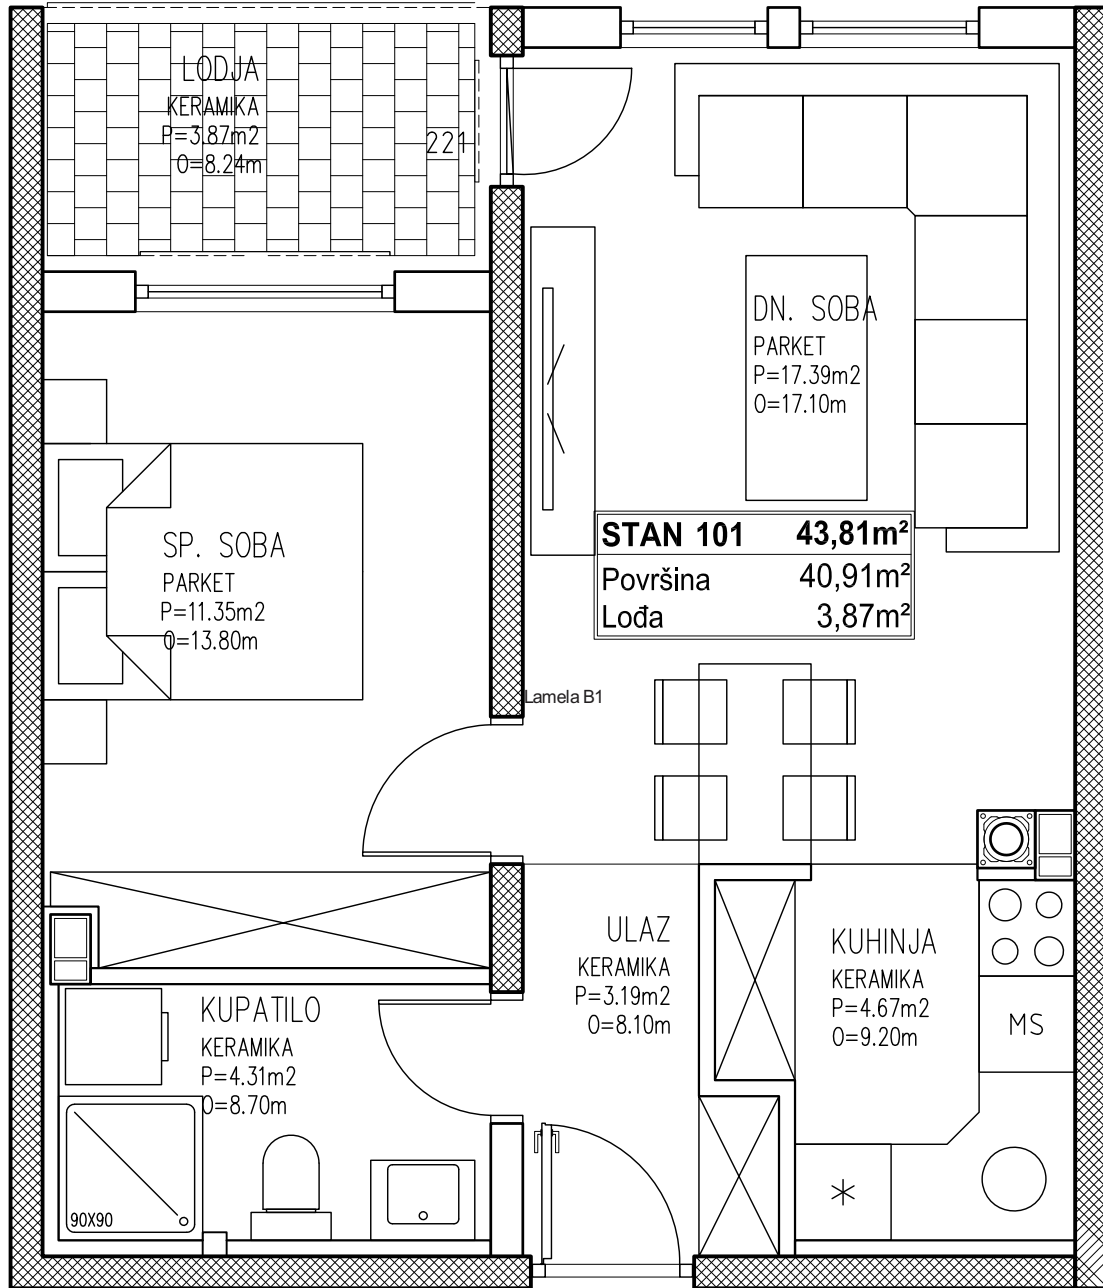 LODJA
KERAMIKA
P=3.87m2
O=8.24m
221
DN. SOBA
PARKET
P=17.39m2
O=17.10m
STAN 101 43,81m²
Površina 40,91m²
Lođa 3,87m²
SP. SOBA
PARKET
P=11.35m2
O=13.80m
Lamela B1
ULAZ
KERAMIKA
P=3.19m2
O=8.10m
KUHINJA
KERAMIKA
P=4.67m2
O=9.20m
MS
KUPATILO
KERAMIKA
P=4.31m2
O=8.70m
90X90